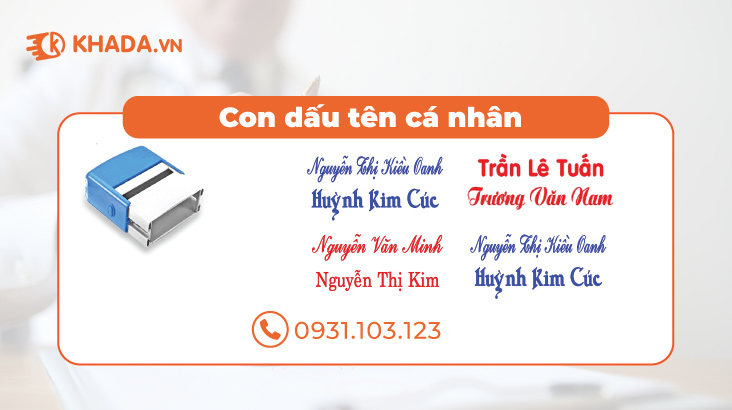 KHADA.VN
Con dấu tên cá nhân
Nguyễn Thị Kiều Oanh
Huỳnh Kim Cúc
Trần Lê Tuấn
Trương Văn Nam
Nguyễn Văn Minh
Nguyễn Thị Kim
Nguyễn Thị Kiều Oanh
Huỳnh Kim Cúc
0931.103.123